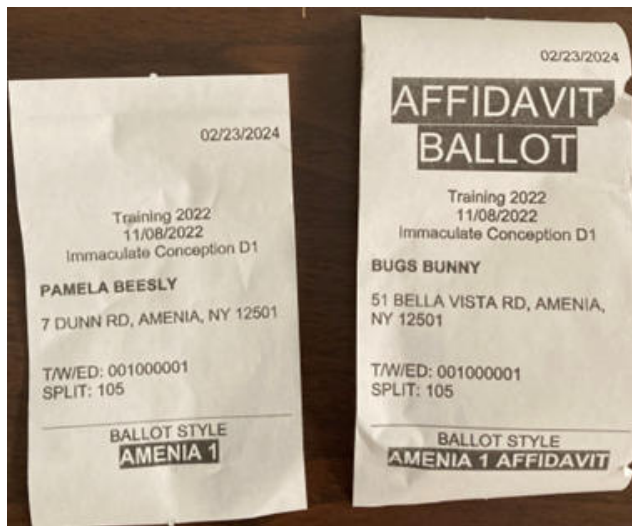 02/23/2024
Training 2022
11/08/2022
Immaculate Conception D1
PAMELA BEESLY
7 DUNN RD, AMENIA, NY 12501
T/W/ED: 001000001
SPLIT: 105
BALLOT STYLE
AMENIA 1
02/23/2024
AFFIDAVIT
BALLOT
Training 2022
11/08/2022
Immaculate Conception D1
BUGS BUNNY
51 BELLA VISTA RD, AMENIA,
NY 12501
T/W/ED: 001000001
SPLIT: 105
BALLOT STYLE
AMENIA 1 AFFIDAVIT